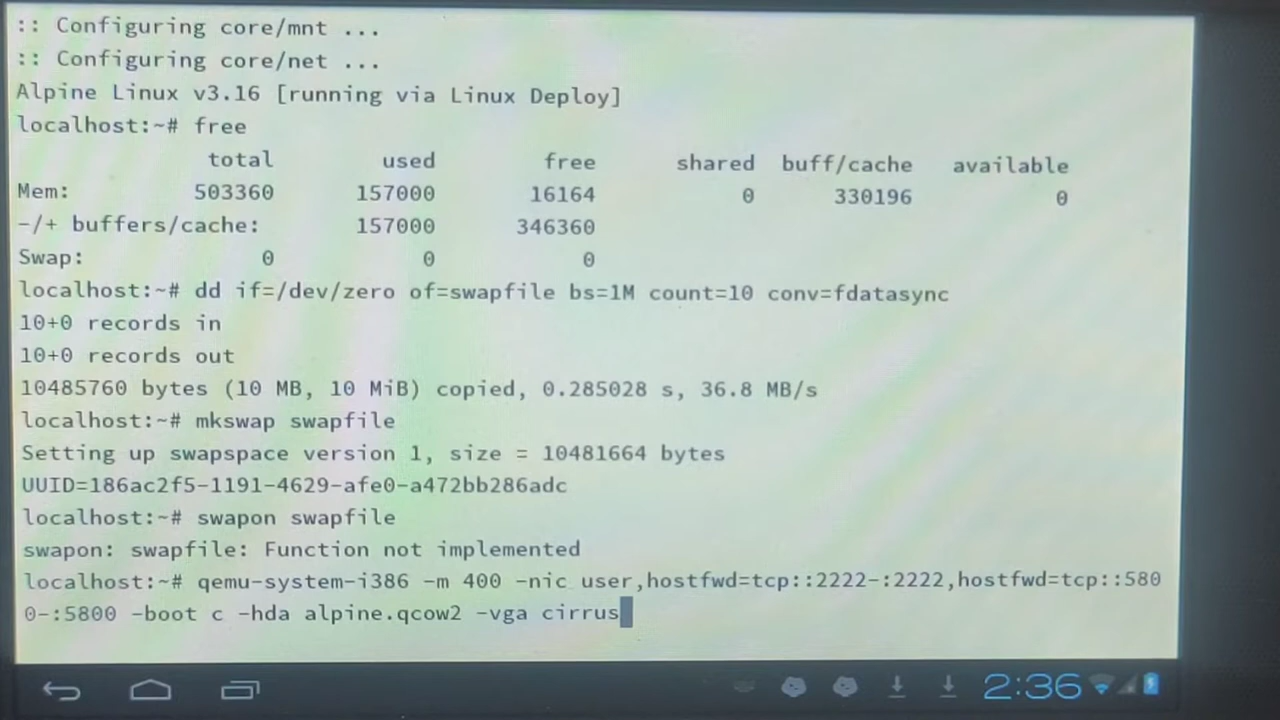 :: Configuring core/mnt ...
:: Configuring core/net ...
Alpine Linux v3.16 [running via Linux Deploy]
localhost:~# free
total used free shared buff/cache available
Mem: 503360 157000 16164 0 330196 0
-/+ buffers/cache: 157000 346360
Swap: 0 0 0
localhost:~# dd if=/dev/zero of=swapfile bs=1M count=10 conv=fdatasync
10+0 records in
10+0 records out
10485760 bytes (10 MB, 10 MiB) copied, 0.285028 s, 36.8 MB/s
localhost:~# mkswap swapfile
Setting up swapspace version 1, size = 10481664 bytes
UUID=186ac2f5-1191-4629-afe0-a472bb286adc
localhost:~# swapon swapfile
swapon: swapfile: Function not implemented
localhost:~# qemu-system-i386 -m 400 -nic user,hostfwd=tcp::2222-:2222,hostfwd=tcp::580
0-:5800 -boot c -hda alpine.qcow2 -vga cirrus
2:36